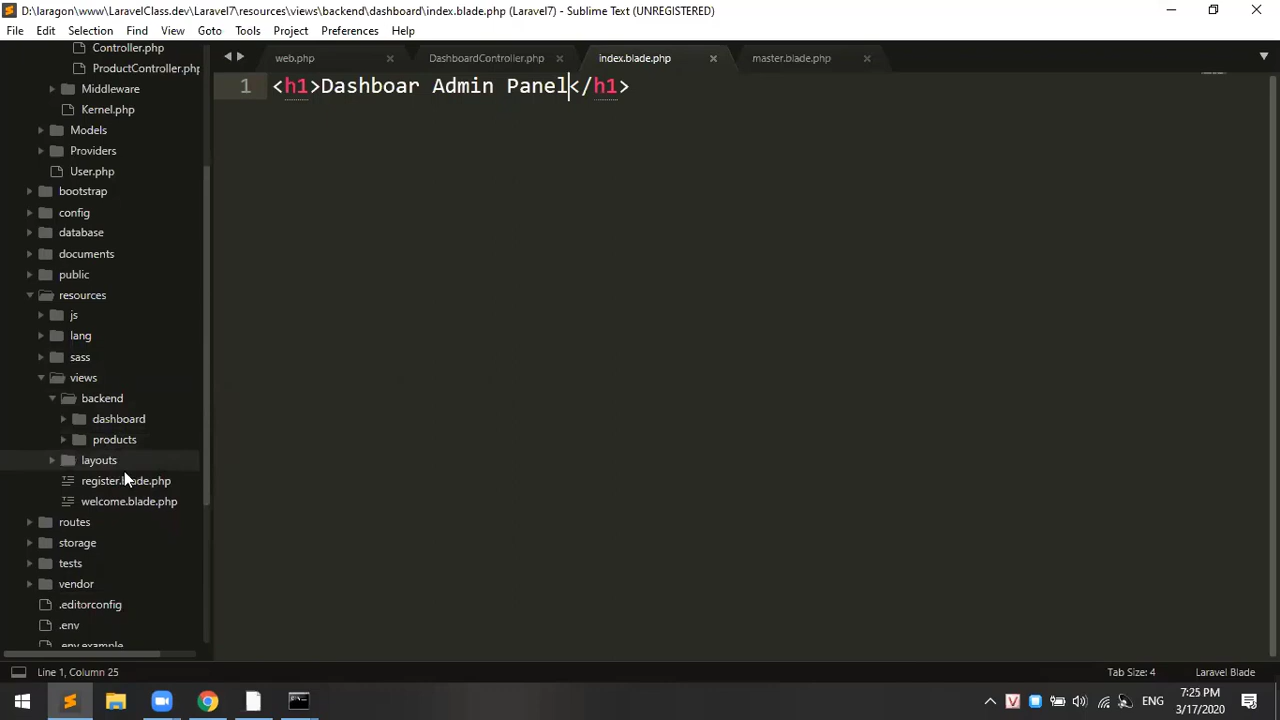 D:\laragon\www\LaravelClass.dev\Laravel7\resources\views\backend\dashboard\index.blade.php (Laravel7) - Sublime Text (UNREGISTERED)
File Edit Selection Find View Goto Tools Project Preferences Help
Controller.php
web.php
DashboardController.php
index.blade.php
master.blade.php
ProductController.php
1 <h1>Dashboar Admin Panel</h1>
Middleware
Kernel.php
Models
Providers
User.php
bootstrap
config
database
documents
public
resources
js
lang
sass
views
backend
dashboard
products
layouts
register.blade.php
welcome.blade.php
routes
storage
tests
vendor
.editorconfig
.env
.env.example
Line 1, Column 25
Tab Size: 4
Laravel Blade
ENG
7:25 PM
3/17/2020